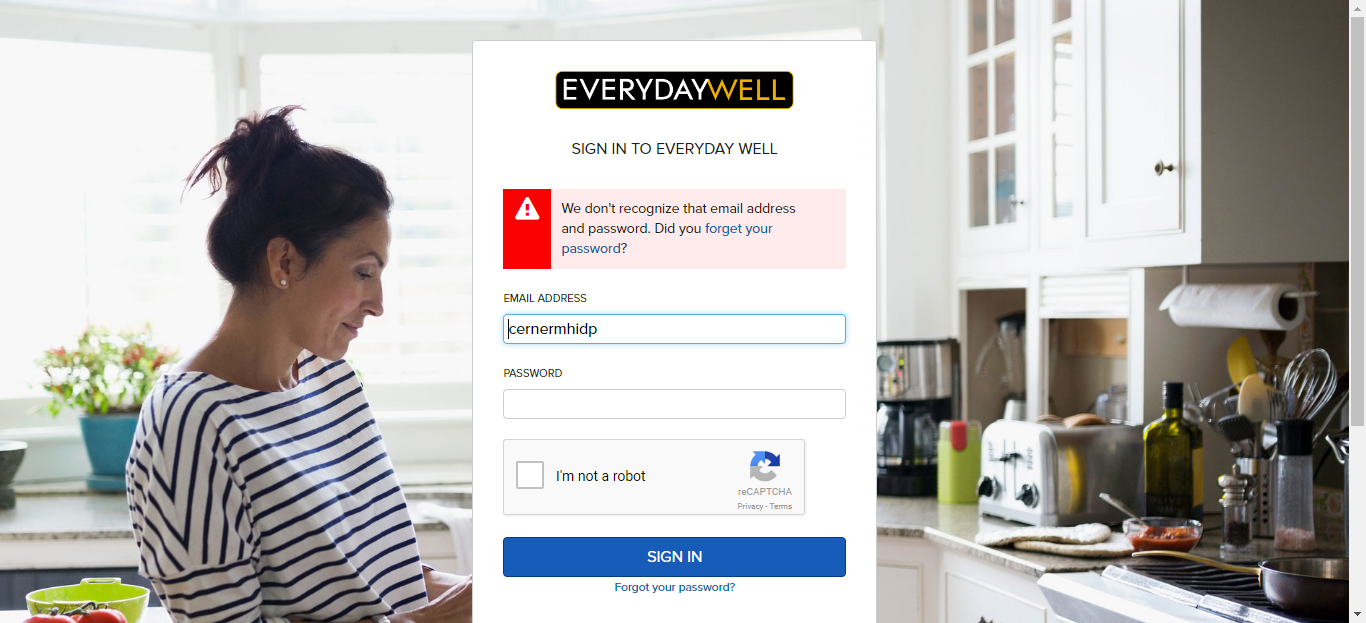 EVERYDAYWELL
SIGN IN TO EVERYDAY WELL
We don't recognize that email address
and password. Did you forget your
password?
EMAIL ADDRESS
cernermhidp
PASSWORD
I'm not a robot
reCAPTCHA
Privacy - Terms
SIGN IN
Forgot your password?